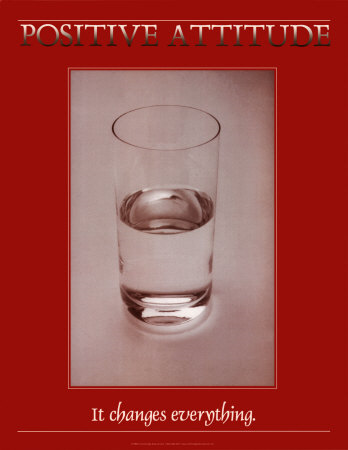 POSITIVE ATTITUDE
It changes everything.